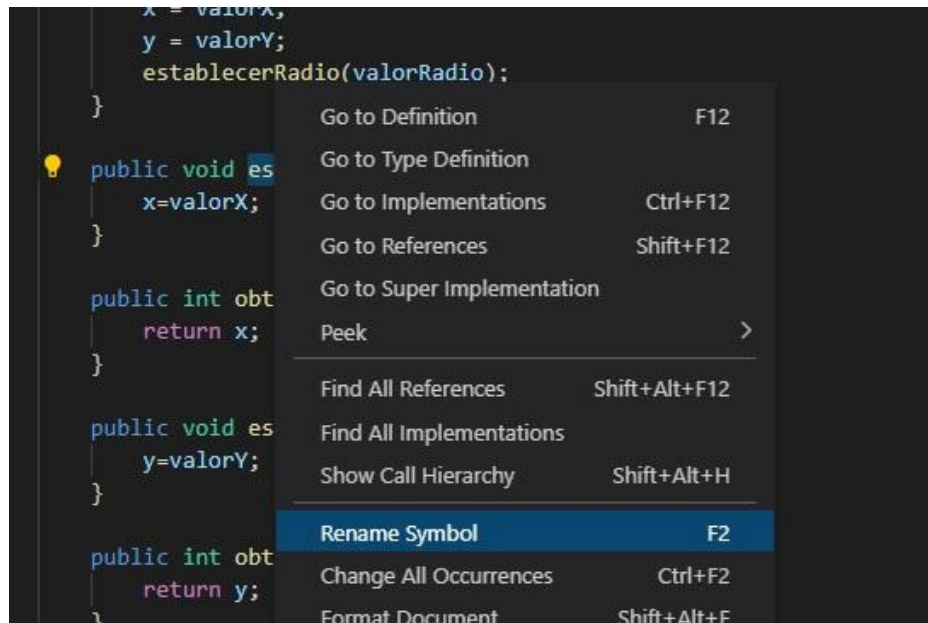 x = valorX;
y = valorY;
establecerRadio(valorRadio);
}
public void es
x=valorX;
}
public int obt
return x;
}
public void es
y=valorY;
}
public int obt
return y;
}
Go to Definition F12
Go to Type Definition
Go to Implementations Ctrl+F12
Go to References Shift+F12
Go to Super Implementation
Peek >
Find All References Shift+Alt+F12
Find All Implementations
Show Call Hierarchy Shift+Alt+H
Rename Symbol F2
Change All Occurrences Ctrl+F2
Format Document Shift+Alt+F